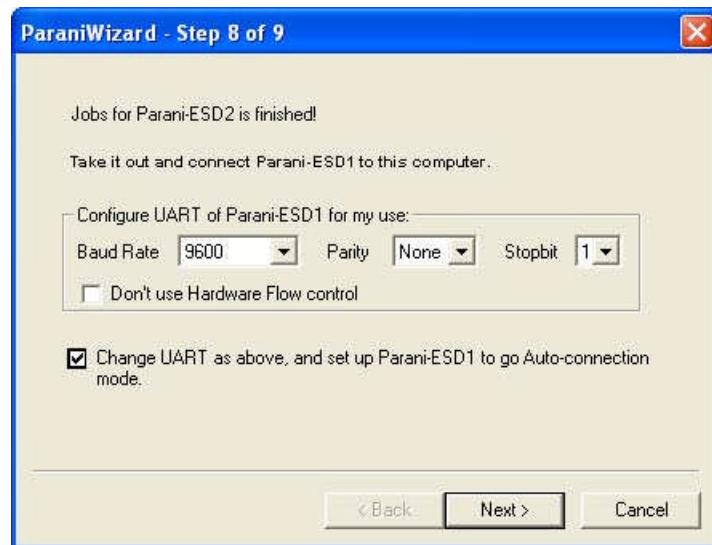 ParaniWizard - Step 8 of 9
Jobs for Parani-ESD2 is finished!
Take it out and connect Parani-ESD1 to this computer.
Configure UART of Parani-ESD1 for my use:
Baud Rate 9600 Parity None Stopbit 1
Don't use Hardware Flow control
Change UART as above, and set up Parani-ESD1 to go Auto-connection
mode.
< Back Next > Cancel